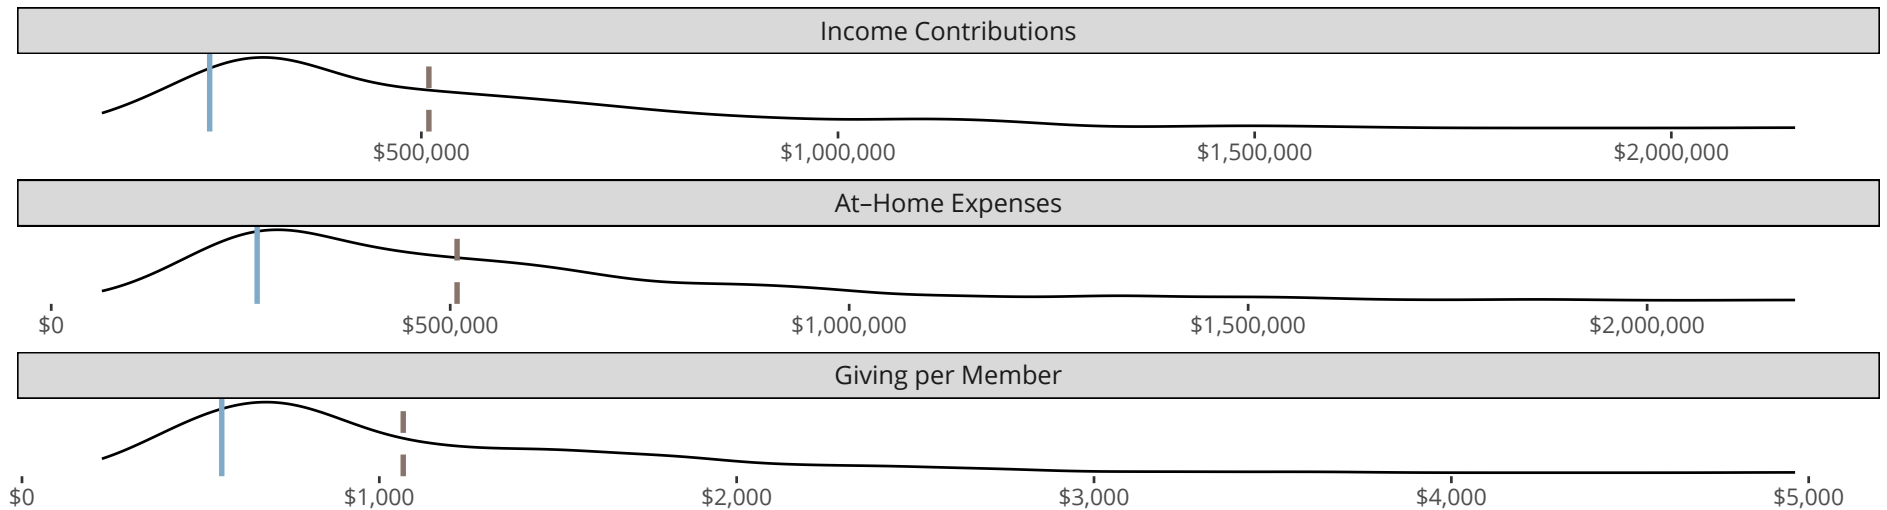 Income Contributions
$500,000 $1,000,000 $1,500,000 $2,000,000
At–Home Expenses
$0 $500,000 $1,000,000 $1,500,000 $2,000,000
Giving per Member
$0 $1,000 $2,000 $3,000 $4,000 $5,000